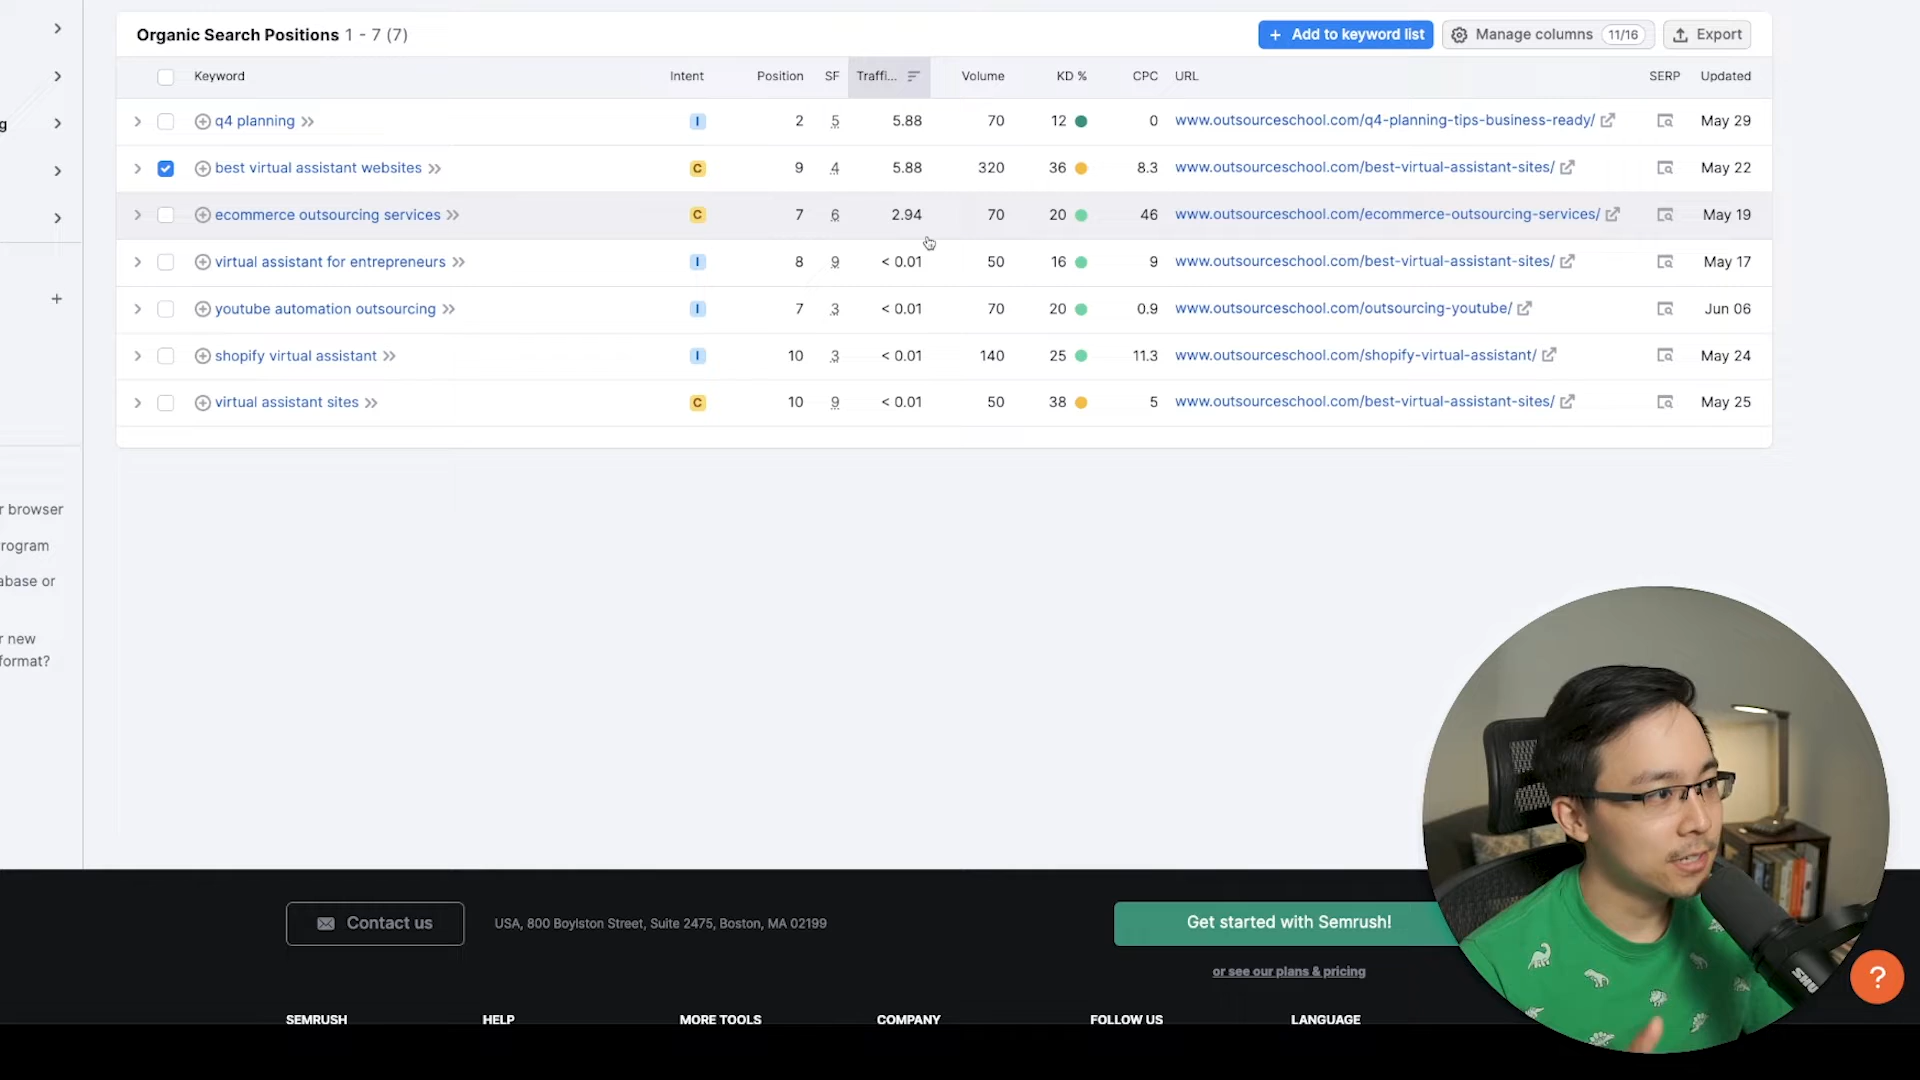 Organic Search Positions 1 - 7 (7)
+ Add to keyword list
Manage columns 11/16
Export
Keyword Intent Position SF Traffi... Volume KD % CPC URL SERP Updated
q4 planning I 2 5 5.88 70 12 0 www.outsourceschool.com/q4-planning-tips-business-ready/ May 29
best virtual assistant websites C 9 4 5.88 320 36 8.3 www.outsourceschool.com/best-virtual-assistant-sites/ May 22
ecommerce outsourcing services C 7 6 2.94 70 20 46 www.outsourceschool.com/ecommerce-outsourcing-services/ May 19
virtual assistant for entrepreneurs I 8 9 < 0.01 50 16 9 www.outsourceschool.com/best-virtual-assistant-sites/ May 17
youtube automation outsourcing I 7 3 < 0.01 70 20 0.9 www.outsourceschool.com/outsourcing-youtube/ Jun 06
shopify virtual assistant I 10 3 < 0.01 140 25 11.3 www.outsourceschool.com/shopify-virtual-assistant/ May 24
virtual assistant sites C 10 9 < 0.01 50 38 5 www.outsourceschool.com/best-virtual-assistant-sites/ May 25
g
r browser
rogram
abase or
r new
format?
Contact us
USA, 800 Boylston Street, Suite 2475, Boston, MA 02199
Get started with Semrush!
or see our plans & pricing
SEMRUSH HELP MORE TOOLS COMPANY FOLLOW US LANGUAGE
SHU
?